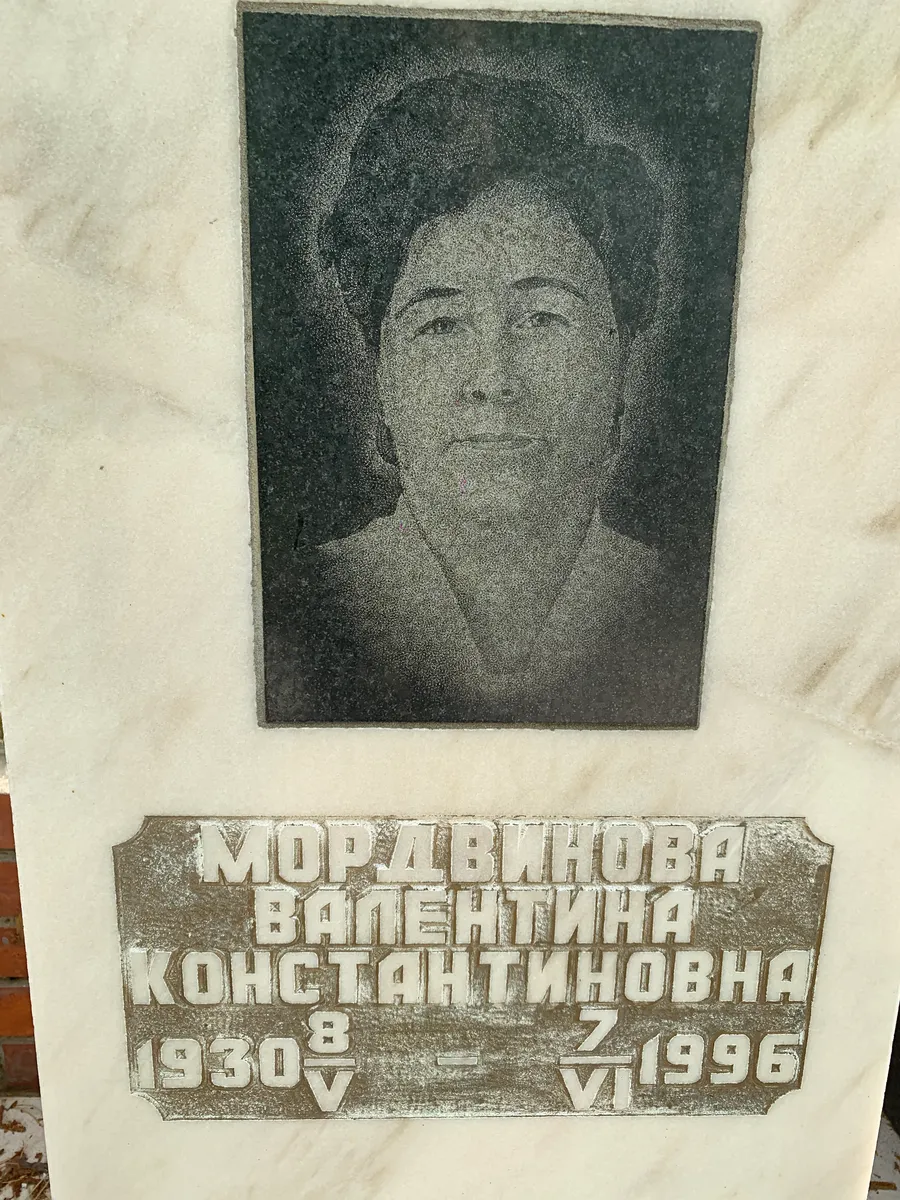 МОРДВИНОВА
ВАЛЕНТИНА
КОНСТАНТИНОВНА
1930 8/V – 7/VI 1996